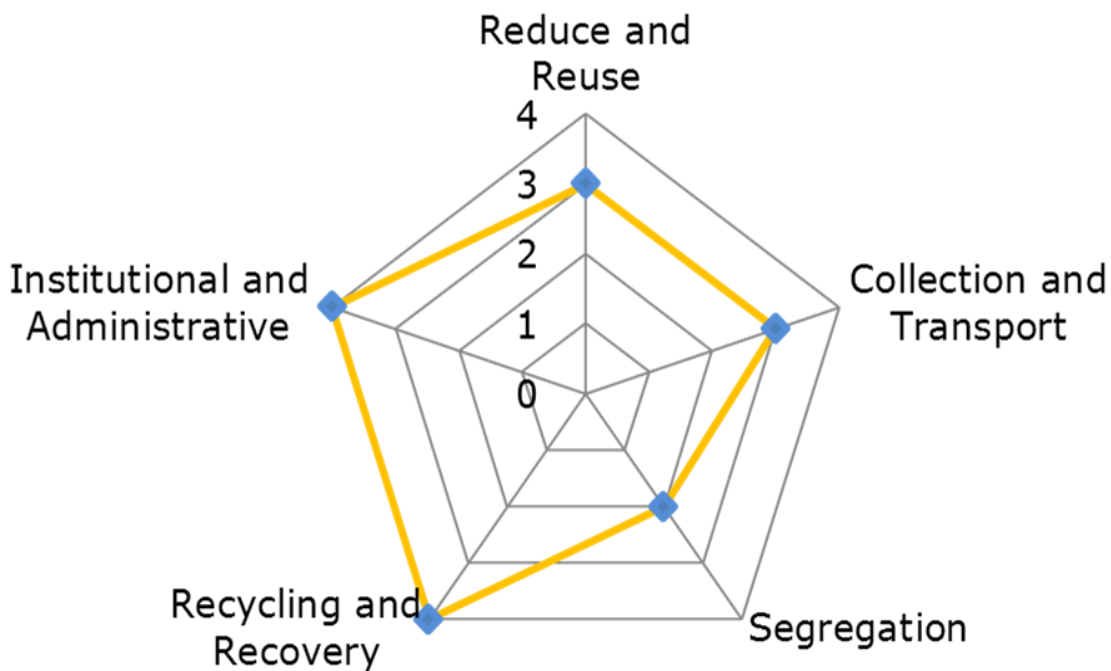 Reduce and
Reuse
4
3
2
1
0
Collection and
Transport
Institutional and
Administrative
Recycling and
Recovery
Segregation